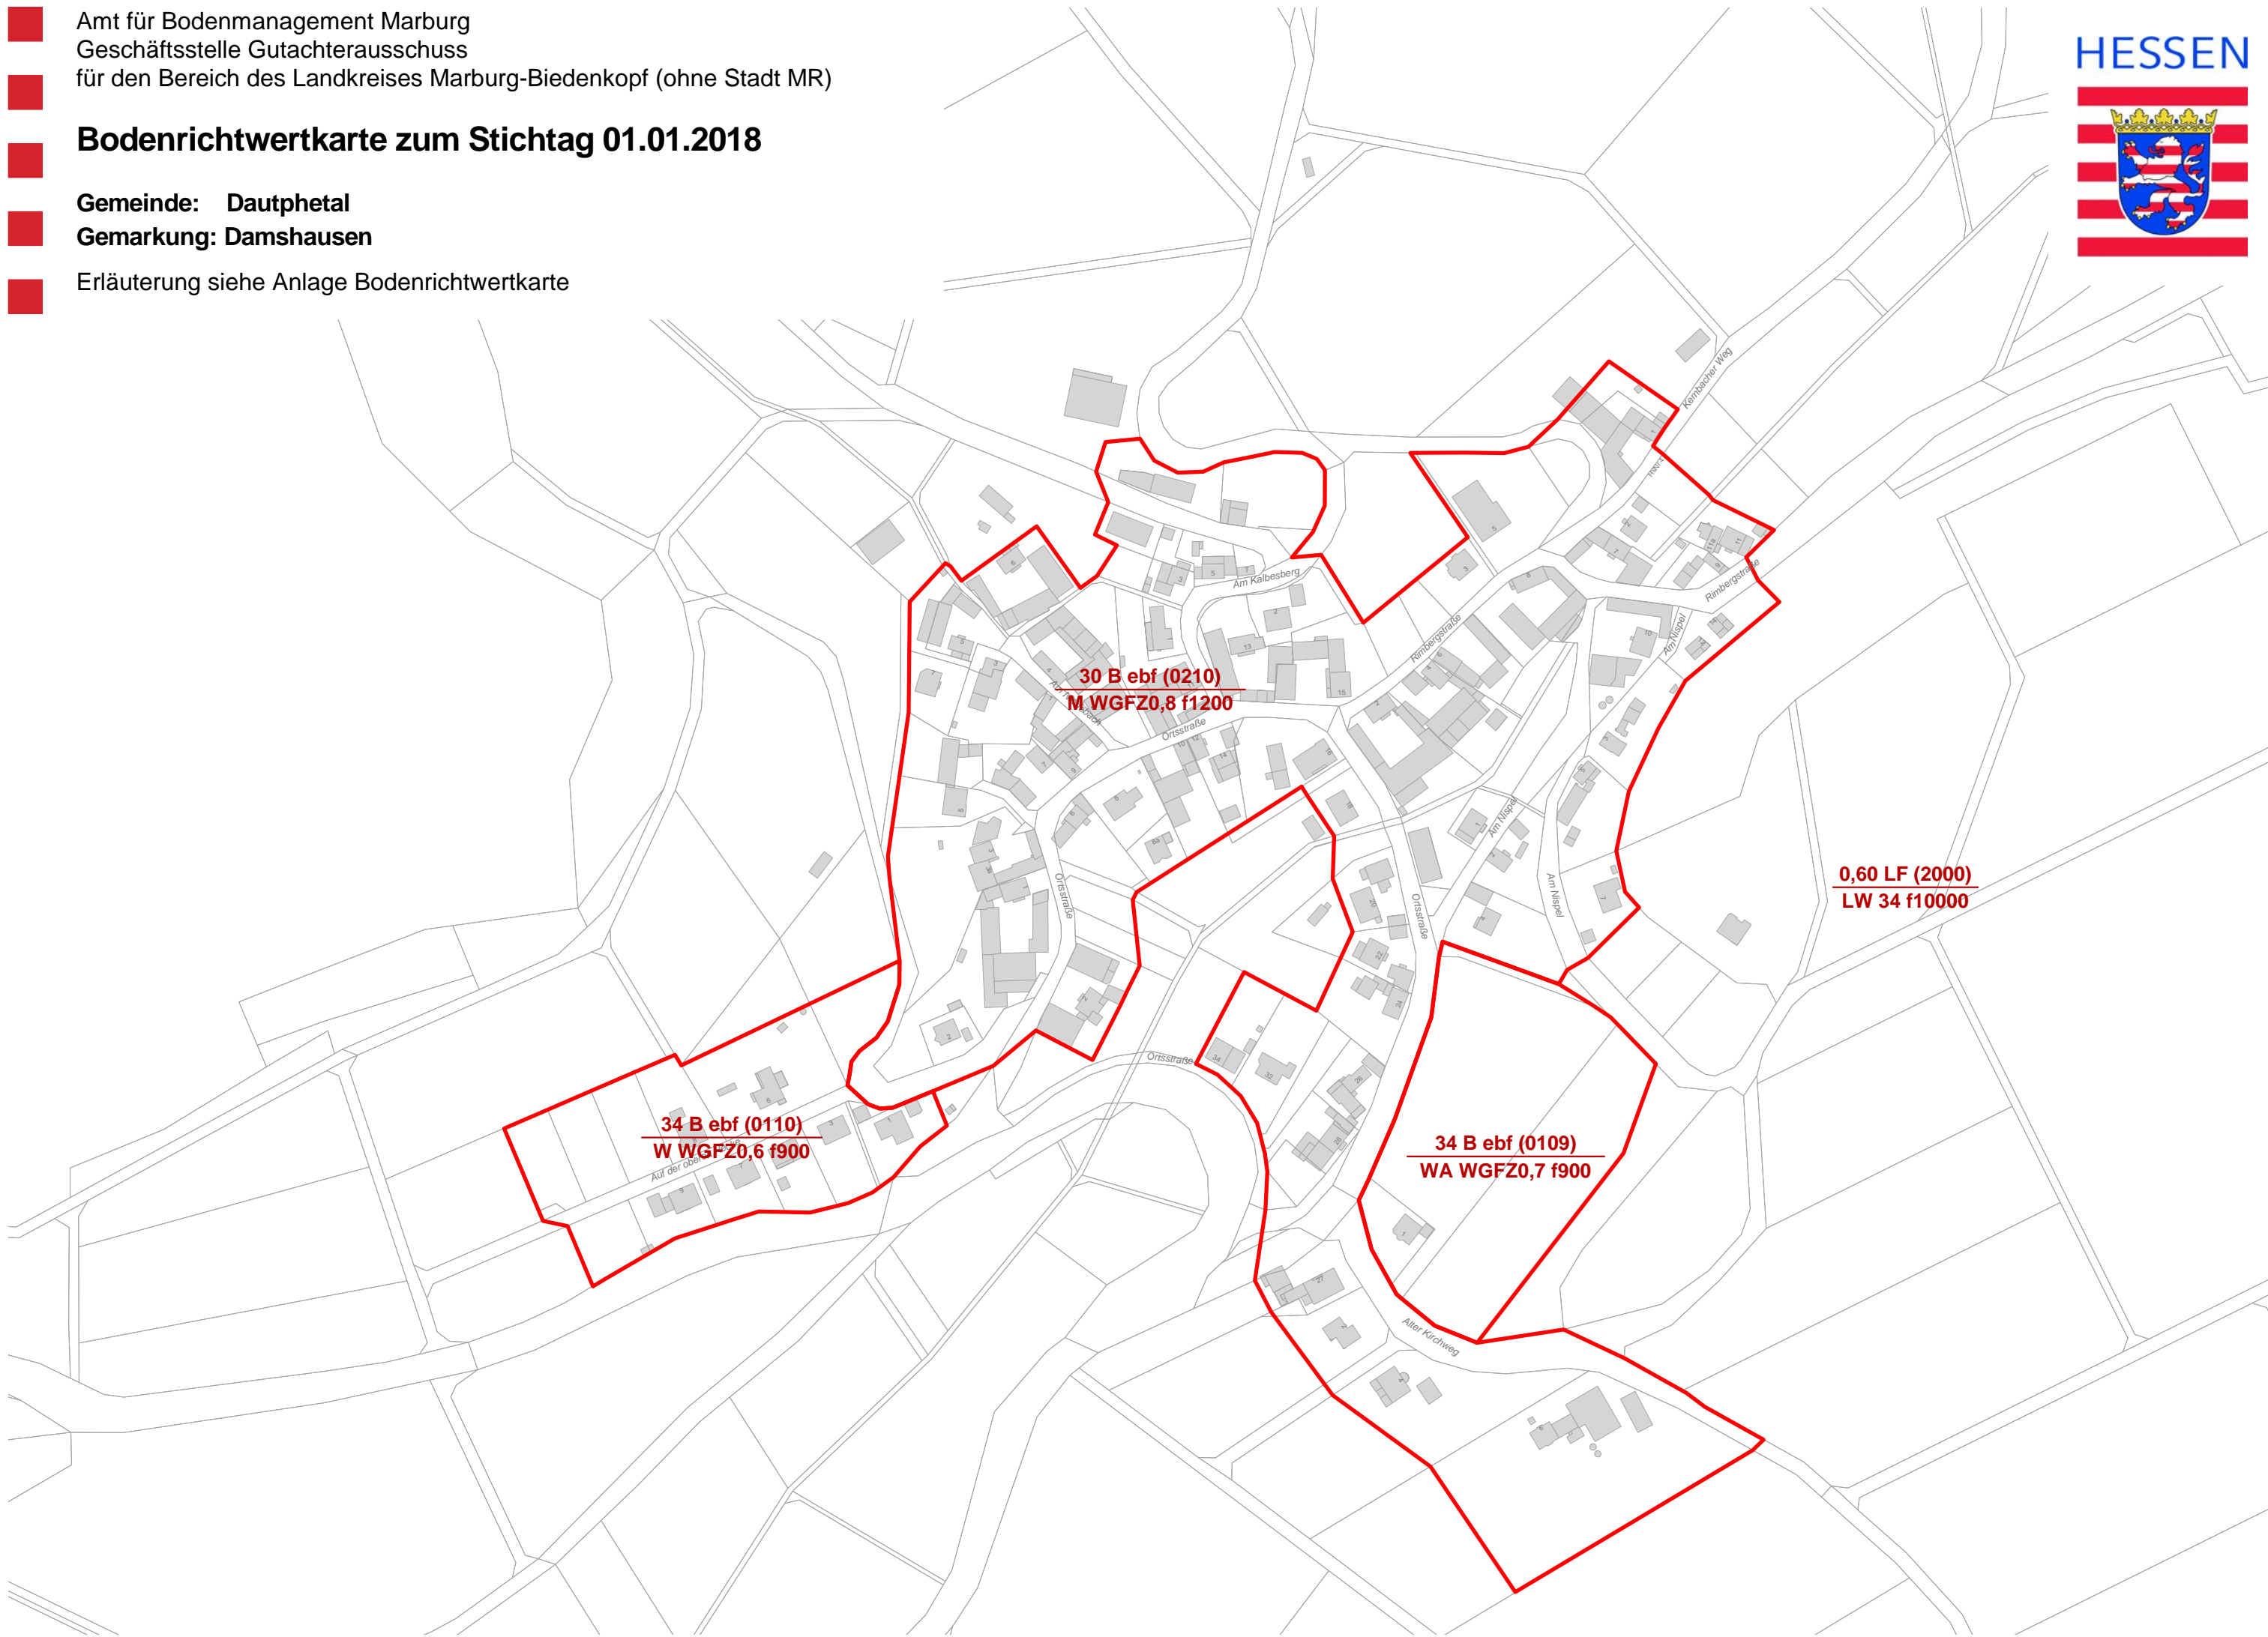 Amt für Bodenmanagement Marburg
Geschäftsstelle Gutachterausschuss
für den Bereich des Landkreises Marburg-Biedenkopf (ohne Stadt MR)
Bodenrichtwertkarte zum Stichtag 01.01.2018
Gemeinde: Dautphetal
Gemarkung: Damshausen
Erläuterung siehe Anlage Bodenrichtwertkarte
HESSEN
Kembacher Weg
Am Kalbesberg
Rimbergstraße
Rimbergstraße
Am Nispel
30 B ebf (0210)
M WGFZ0,8 f1200
Ortsstraße
Am Nispel
0,60 LF (2000)
LW 34 f10000
Ortsstraße
Ortsstraße
Am Nispel
Ortsstraße
34 B ebf (0110)
W WGFZ0,6 f900
Auf der
34 B ebf (0109)
WA WGFZ0,7 f900
Alter Kirchweg